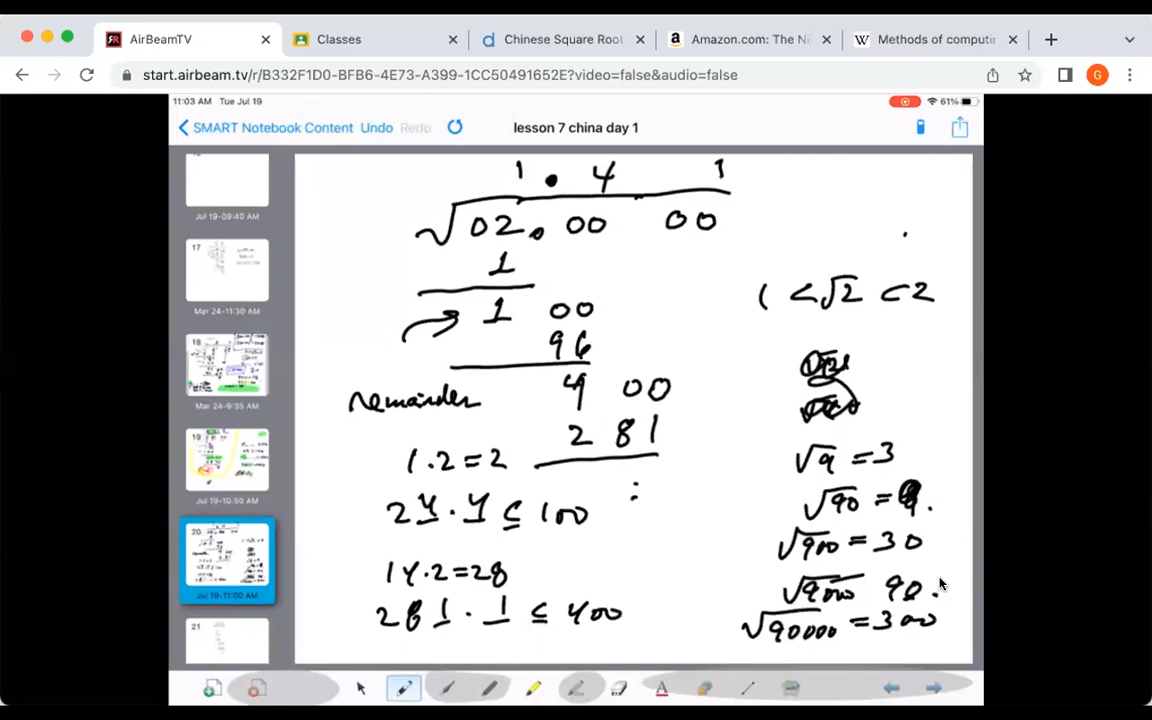 AirBeamTV
Classes
Chinese Square Root
Amazon.com: The Ni
Methods of computin
start.airbeam.tv/r/B332F1D0-BFB6-4E73-A399-1CC50491652E?video=false&audio=false
G
11:03 AM Tue Jul 19
61%
SMART Notebook Content
Undo
Redo
lesson 7 china day 1
Jul 19-09:40 AM
17
Mar 24-11:30 AM
18
Mar 24-9:35 AM
19
Jul 19-10:50 AM
20
Jul 19-11:00 AM
21
1 . 4 1
√02.00 00
1
1 00
96
remainder 4 00
2 81
1.2=2
24.4 ≤ 100
:
14.2=28
281.1 ≤ 400
1 <√2 <2
√9 =3
√90 = 9.
√900 = 30
√9000 90.
√90000 = 300